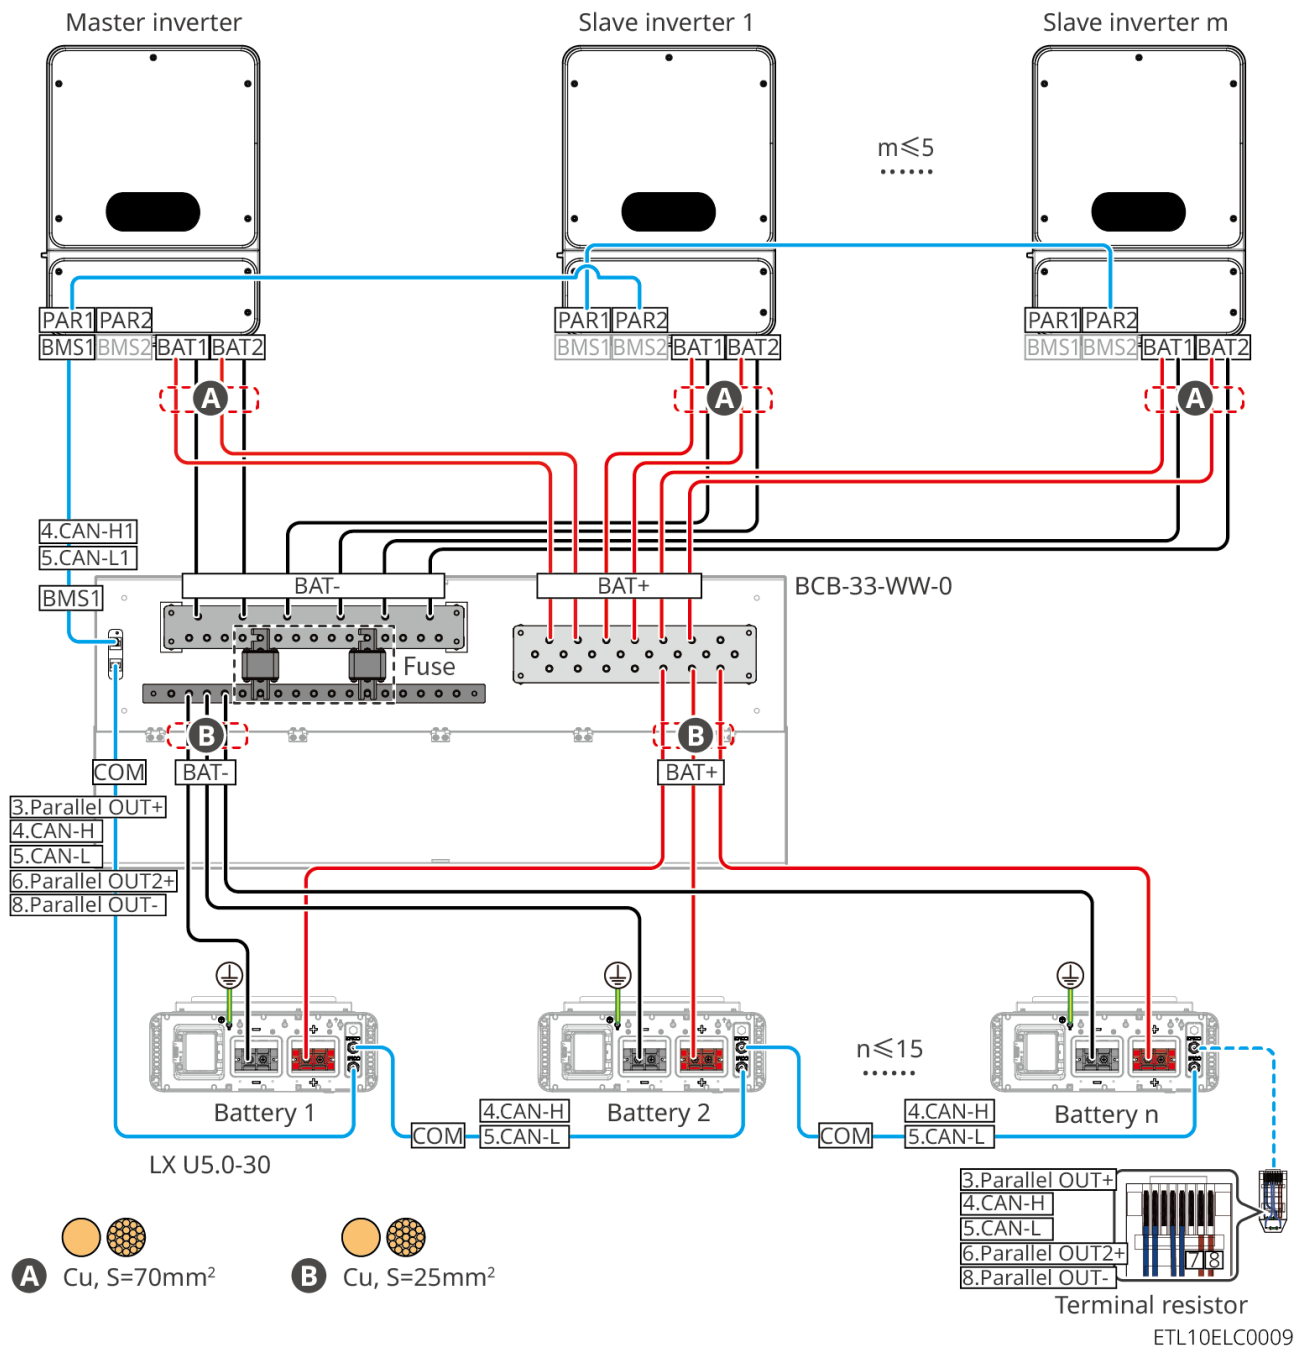 Master inverter
Slave inverter 1
Slave inverter m
m≤5
PAR1 PAR2
PAR1 PAR2
PAR1 PAR2
BMS1 BMS2 BAT1 BAT2
BMS1 BMS2 BAT1 BAT2
BMS1 BMS2 BAT1 BAT2
A
A
A
4.CAN-H1
5.CAN-L1
BMS1
BAT-
BAT+
BCB-33-WW-0
Fuse
B
B
COM
BAT-
BAT+
3.Parallel OUT+
4.CAN-H
5.CAN-L
6.Parallel OUT2+
8.Parallel OUT-
- +
- +
- +
n≤15
- +
- +
- +
Battery 1
Battery 2
Battery n
COM
4.CAN-H
5.CAN-L
COM
4.CAN-H
5.CAN-L
LX U5.0-30
3.Parallel OUT+
4.CAN-H
5.CAN-L
6.Parallel OUT2+
8.Parallel OUT-
7 8
A Cu, S=70mm²
B Cu, S=25mm²
Terminal resistor
ETL10ELC0009